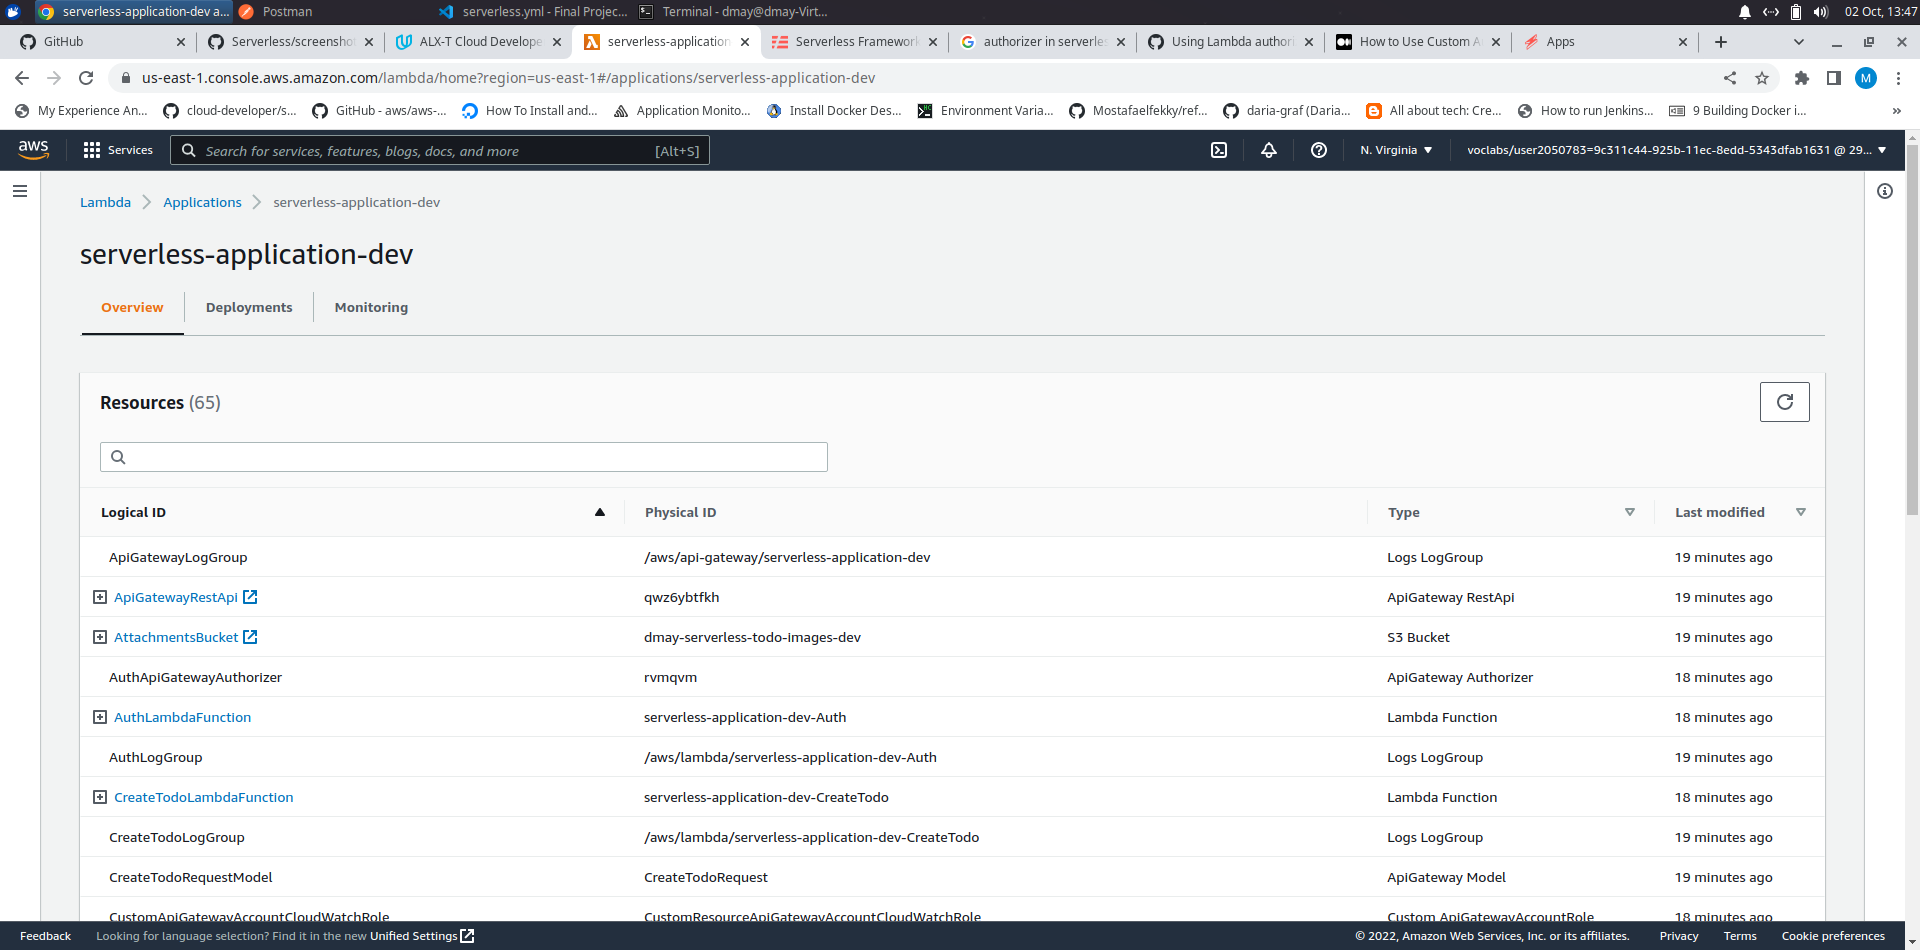 serverless-application-dev a...
Postman
serverless.yml - Final Projec...
Terminal - dmay@dmay-Virt...
02 Oct, 13:47
GitHub
Serverless/screenshot
ALX-T Cloud Develope
serverless-application
Serverless Framework
authorizer in serverles
Using Lambda authori
How to Use Custom A
Apps
us-east-1.console.aws.amazon.com/lambda/home?region=us-east-1#/applications/serverless-application-dev
M
My Experience An...
cloud-developer/s...
GitHub - aws/aws-...
How To Install and...
Application Monito...
Install Docker Des...
Environment Varia...
Mostafaelfekky/ref...
daria-graf (Daria...
All about tech: Cre...
How to run Jenkins...
9 Building Docker i...
»
aws
Services
Search for services, features, blogs, docs, and more
[Alt+S]
N. Virginia
voclabs/user2050783=9c311c44-925b-11ec-8edd-5343dfab1631 @ 29...
Lambda
Applications
serverless-application-dev
serverless-application-dev
Overview
Deployments
Monitoring
Resources (65)
Logical ID
Physical ID
Type
Last modified
ApiGatewayLogGroup
/aws/api-gateway/serverless-application-dev
Logs LogGroup
19 minutes ago
ApiGatewayRestApi
qwz6ybtfkh
ApiGateway RestApi
19 minutes ago
AttachmentsBucket
dmay-serverless-todo-images-dev
S3 Bucket
19 minutes ago
AuthApiGatewayAuthorizer
rvmqvm
ApiGateway Authorizer
18 minutes ago
AuthLambdaFunction
serverless-application-dev-Auth
Lambda Function
18 minutes ago
AuthLogGroup
/aws/lambda/serverless-application-dev-Auth
Logs LogGroup
19 minutes ago
CreateTodoLambdaFunction
serverless-application-dev-CreateTodo
Lambda Function
18 minutes ago
CreateTodoLogGroup
/aws/lambda/serverless-application-dev-CreateTodo
Logs LogGroup
19 minutes ago
CreateTodoRequestModel
CreateTodoRequest
ApiGateway Model
19 minutes ago
CustomApiGatewayAccountCloudWatchRole
CustomResourceApiGatewayAccountCloudWatchRole
Custom ApiGatewayAccountRole
18 minutes ago
Feedback
Looking for language selection? Find it in the new Unified Settings
© 2022, Amazon Web Services, Inc. or its affiliates.
Privacy
Terms
Cookie preferences